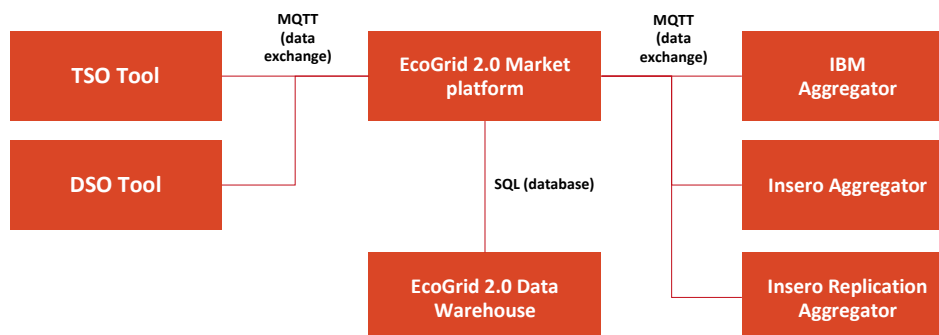 MQTT
(data
exchange)
MQTT
(data
exchange)
TSO Tool
EcoGrid 2.0 Market
platform
IBM
Aggregator
DSO Tool
SQL (database)
Insero Aggregator
EcoGrid 2.0 Data
Warehouse
Insero Replication
Aggregator